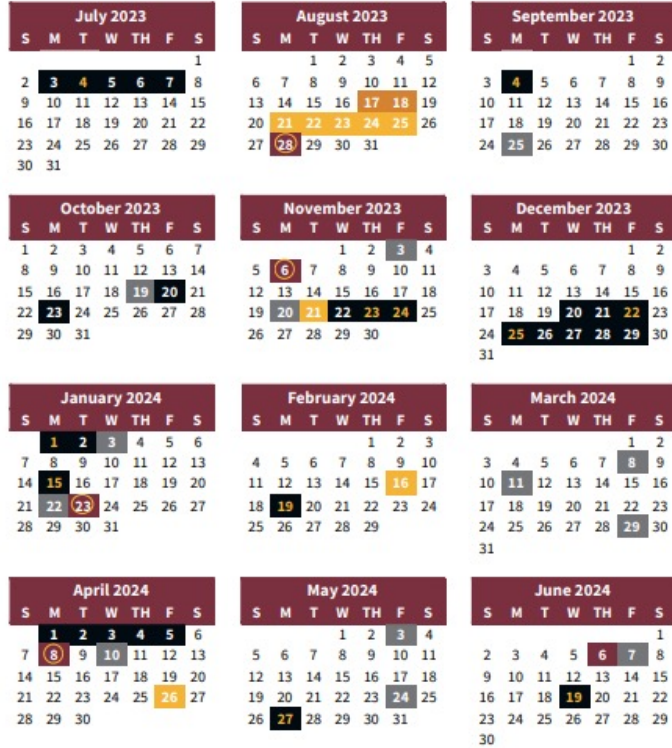 July 2023 August 2023 September 2023
S M T W TH F S S M T W TH F S S M T W TH F S
1 1 2 3 4 5 1 2
2 3 4 5 6 7 8 6 7 8 9 10 11 12 3 4 5 6 7 8 9
9 10 11 12 13 14 15 13 14 15 16 17 18 19 10 11 12 13 14 15 16
16 17 18 19 20 21 22 20 21 22 23 24 25 26 17 18 19 20 21 22 23
23 24 25 26 27 28 29 27 28 29 30 31 24 25 26 27 28 29 30
30 31
October 2023 November 2023 December 2023
S M T W TH F S S M T W TH F S S M T W TH F S
1 2 3 4 5 6 7 1 2 3 4 1 2
8 9 10 11 12 13 14 5 6 7 8 9 10 11 3 4 5 6 7 8 9
15 16 17 18 19 20 21 12 13 14 15 16 17 18 10 11 12 13 14 15 16
22 23 24 25 26 27 28 19 20 21 22 23 24 25 17 18 19 20 21 22 23
29 30 31 26 27 28 29 30 24 25 26 27 28 29 30
31
January 2024 February 2024 March 2024
S M T W TH F S S M T W TH F S S M T W TH F S
1 2 3 4 5 6 1 2 3 1 2
7 8 9 10 11 12 13 4 5 6 7 8 9 10 3 4 5 6 7 8 9
14 15 16 17 18 19 20 11 12 13 14 15 16 17 10 11 12 13 14 15 16
21 22 23 24 25 26 27 18 19 20 21 22 23 24 17 18 19 20 21 22 23
28 29 30 31 25 26 27 28 29 24 25 26 27 28 29 30
31
April 2024 May 2024 June 2024
S M T W TH F S S M T W TH F S S M T W TH F S
1 2 3 4 5 6 1 2 3 4 1
7 8 9 10 11 12 13 5 6 7 8 9 10 11 2 3 4 5 6 7 8
14 15 16 17 18 19 20 12 13 14 15 16 17 18 9 10 11 12 13 14 15
21 22 23 24 25 26 27 19 20 21 22 23 24 25 16 17 18 19 20 21 22
28 29 30 26 27 28 29 30 31 23 24 25 26 27 28 29
30